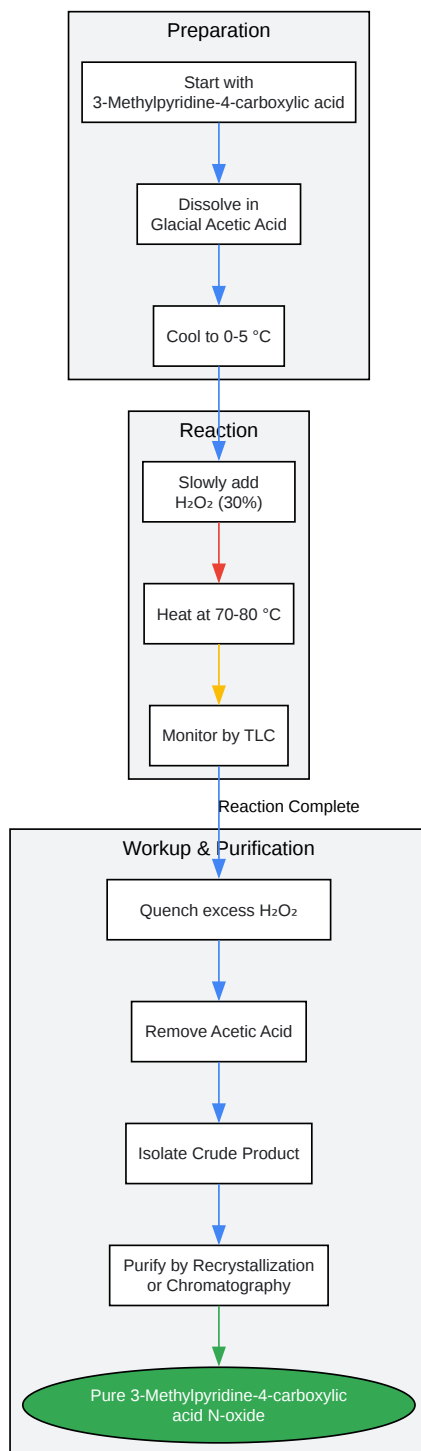 Preparation
Start with
3-Methylpyridine-4-carboxylic acid
Dissolve in
Glacial Acetic Acid
Cool to 0-5 °C
Reaction
Slowly add
H₂O₂ (30%)
Heat at 70-80 °C
Monitor by TLC
Reaction Complete
Workup & Purification
Quench excess H₂O₂
Remove Acetic Acid
Isolate Crude Product
Purify by Recrystallization
or Chromatography
Pure 3-Methylpyridine-4-carboxylic
acid N-oxide